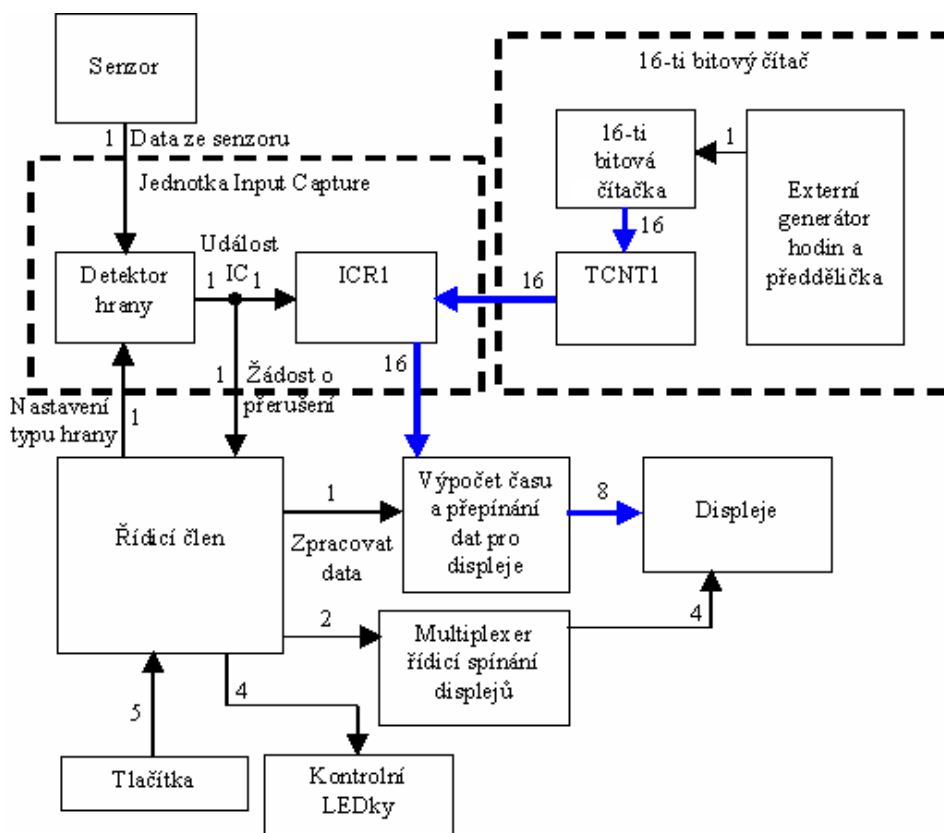 Senzor
16-ti bitový čítač
1
Data ze senzoru
16-ti
bitová
čítačka
1
Externí
generátor
hodin a
předdělička
Jednotka Input Capture
16
Událost
IC
Detektor
hrany
1
1
ICR1
16
TCNT1
16
1
Žádost o
přerušení
Nastavení
typu hrany
1
Řídicí člen
1
Zpracovat
data
Výpočet času
a přepínání
dat pro
displeje
8
Displeje
2
Multiplexer
řídicí spínání
displejů
4
5
4
Tlačítka
Kontrolní
LEDky